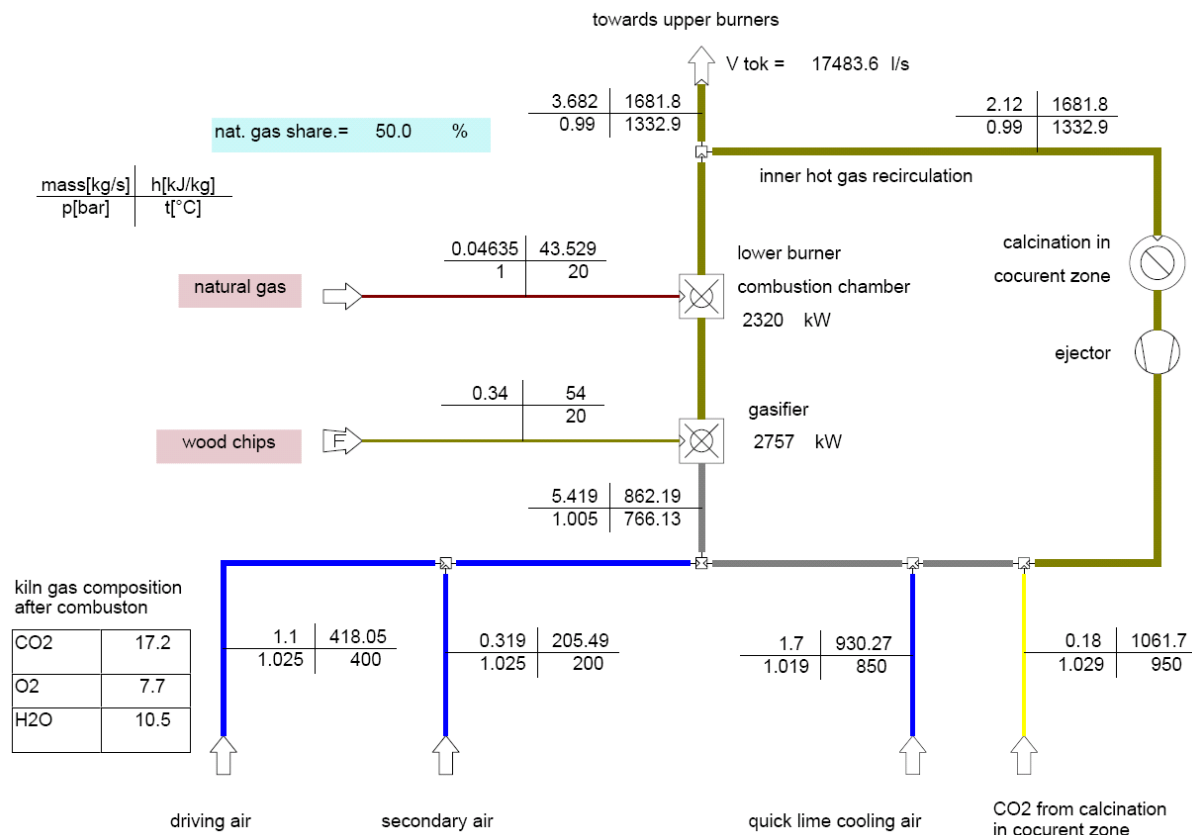 towards upper burners
V tok = 17483.6 l/s
3.682 1681.8
0.99 1332.9
2.12 1681.8
0.99 1332.9
nat. gas share.= 50.0 %
inner hot gas recirculation
mass[kg/s] h[kJ/kg]
p[bar] t[°C]
0.04635 43.529
1 20
natural gas
lower burner
combustion chamber
2320 kW
calcination in
cocurent zone
ejector
0.34 54
20
wood chips
F
gasifier
2757 kW
5.419 862.19
1.005 766.13
kiln gas composition
after combuston
CO2 17.2
O2 7.7
H2O 10.5
1.1 418.05
1.025 400
0.319 205.49
1.025 200
1.7 930.27
1.019 850
0.18 1061.7
1.029 950
driving air
secondary air
quick lime cooling air
CO2 from calcination
in cocurent zone